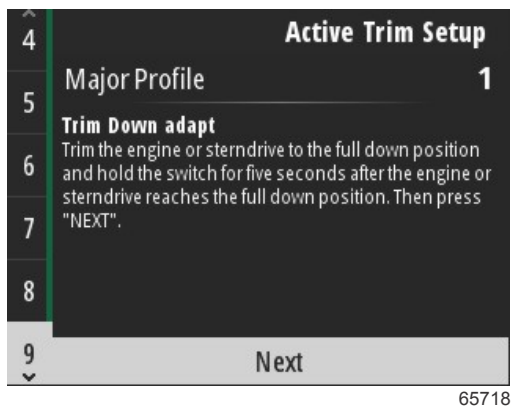 4
Active Trim Setup
Major Profile 1
5
Trim Down adapt
Trim the engine or sterndrive to the full down position
6
and hold the switch for five seconds after the engine or
sterndrive reaches the full down position. Then press
7
"NEXT".
8
9
Next
65718